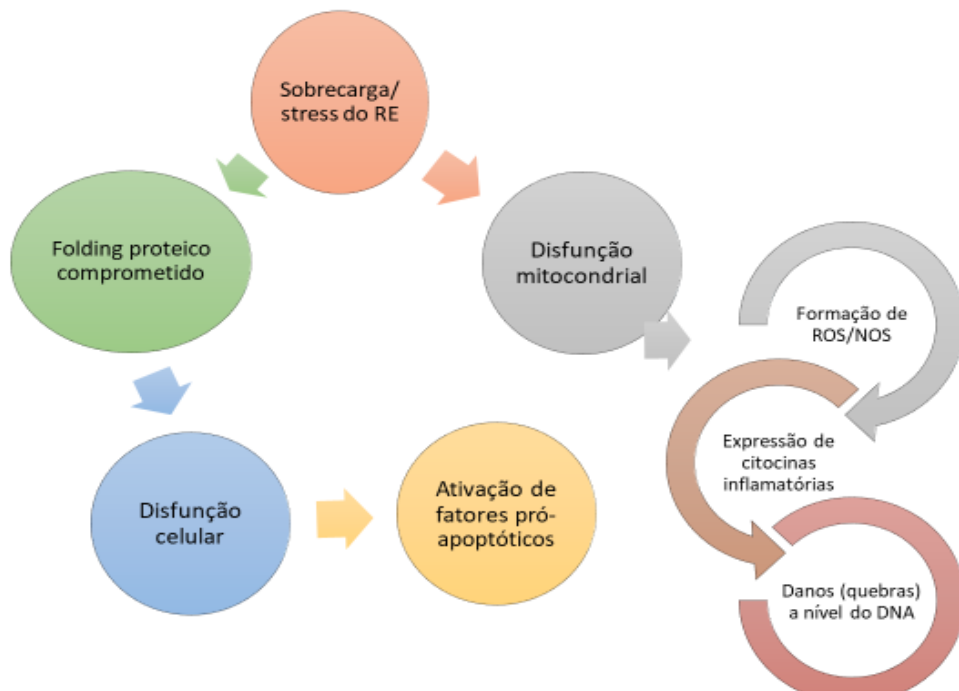 Sobrecarga/
stress do RE
Folding proteico
comprometido
Disfunção
mitocondrial
Formação de
ROS/NOS
Expressão de
citocinas
inflamatórias
Disfunção
celular
Ativação de
fatores pró-
apoptóticos
Danos (quebras)
a nível do DNA